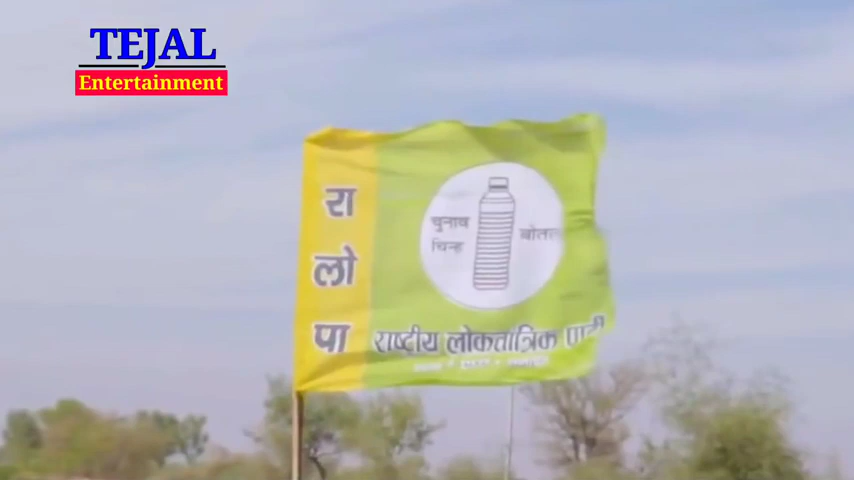 TEJAL
Entertainment
रा
लो
पा
चुनाव
चिन्ह
बोतल
राष्ट्रीय लोकतांत्रिक पार्टी